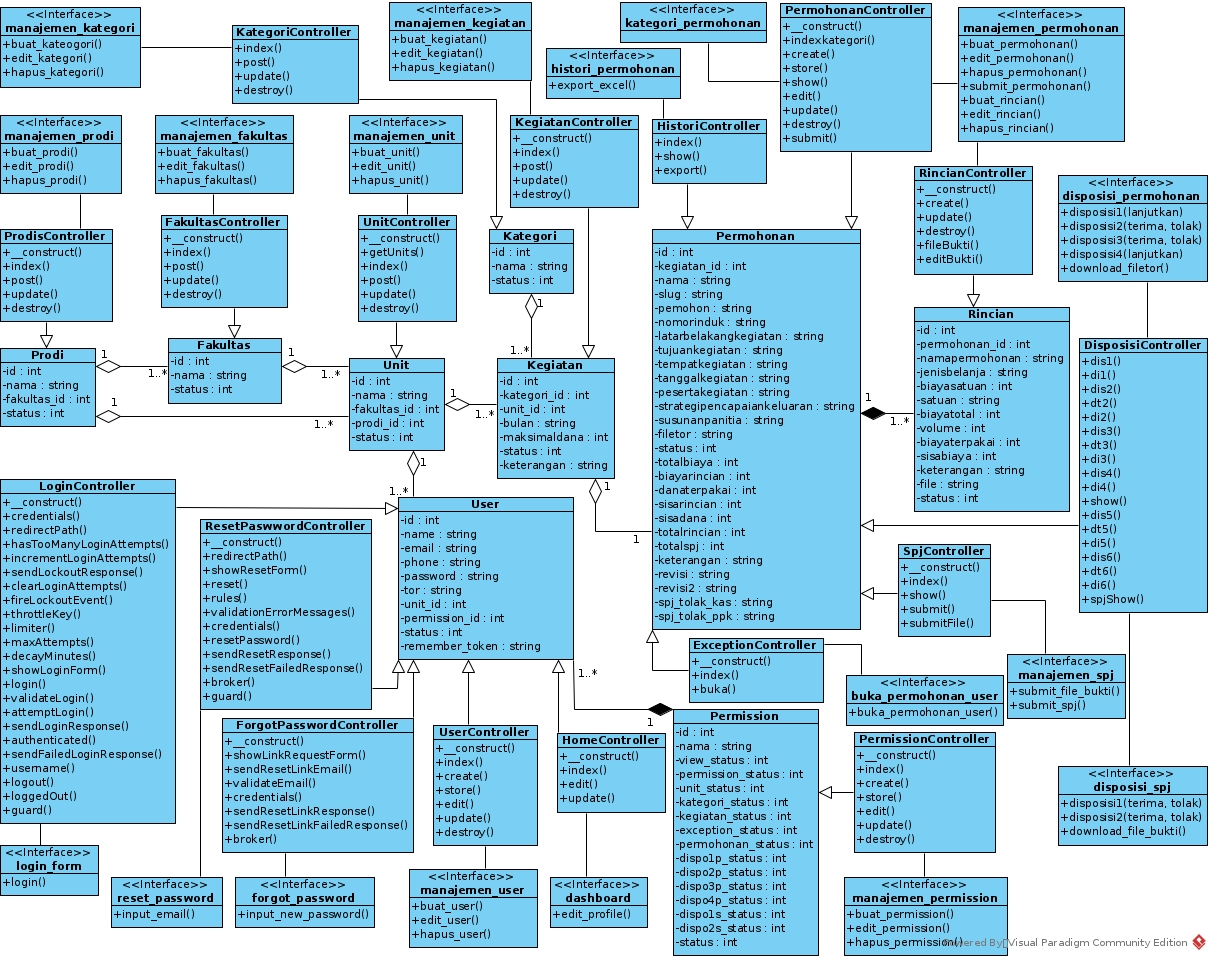 <<Interface>>
manajemen_kategori
+buat_kateogori()
+edit_kategori()
+hapus_kategori()
KategoriController
+index()
+post()
+update()
+destroy()
<<Interface>>
manajemen_kegiatan
+buat_kegiatan()
+edit_kegiatan()
+hapus_kegiatan()
<<Interface>>
histori_permohonan
+export_excel()
<<Interface>>
kategori_permohonan
PermohonanController
+__construct()
+indexkategori()
+create()
+store()
+show()
+edit()
+update()
+destroy()
+submit()
<<Interface>>
manajemen_permohonan
+buat_permohonan()
+edit_permohonan()
+hapus_permohonan()
+submit_permohonan()
+buat_rincian()
+edit_rincian()
+hapus_rincian()
<<Interface>>
manajemen_prodi
+buat_prodi()
+edit_prodi()
+hapus_prodi()
<<Interface>>
manajemen_fakultas
+buat_fakultas()
+edit_fakultas()
+hapus_fakultas()
<<Interface>>
manajemen_unit
+buat_unit()
+edit_unit()
+hapus_unit()
KegiatanController
+__construct()
+index()
+post()
+update()
+destroy()
HistoriController
+index()
+show()
+export()
RincianController
+__construct()
+create()
+update()
+destroy()
+fileBukti()
+editBukti()
<<Interface>>
disposisi_permohonan
+disposisi1(lanjutkan)
+disposisi2(terima, tolak)
+disposisi3(terima, tolak)
+disposisi4(lanjutkan)
+download_filetor()
ProdisController
+__construct()
+index()
+post()
+update()
+destroy()
FakultasController
+__construct()
+index()
+post()
+update()
+destroy()
UnitController
+__construct()
+getUnits()
+index()
+post()
+update()
+destroy()
Kategori
-id : int
-nama : string
-status : int
1
1..*
Permohonan
-id : int
-kegiatan_id : int
-nama : string
-slug : string
-pemohon : string
-nomorinduk : string
-latarbelakangkegiatan : string
-tujuankegiatan : string
-tempatkegiatan : string
-tanggalkegiatan : string
-pesertakegiatan : string
-strategipencapaiankeluaran : string
-susunanpanitia : string
-filetor : string
-status : int
-totalbiaya : int
-biayarincian : int
-danaterpakai : int
-sisarincian : int
-sisadana : int
-totalrincian : int
-totalspj : int
-keterangan : string
-revisi : string
-revisi2 : string
-spj_tolak_kas : string
-spj_tolak_ppk : string
1
1..*
Rincian
-id : int
-permohonan_id : int
-namapermohonan : string
-jenisbelanja : string
-biayasatuan : int
-satuan : string
-biayatotal : int
-volume : int
-biayaterpakai : int
-sisabiaya : int
-keterangan : string
-file : string
-status : int
DisposisiController
+dis1()
+di1()
+dis2()
+dt2()
+di2()
+dis3()
+dt3()
+di3()
+dis4()
+di4()
+show()
+dis5()
+dt5()
+di5()
+dis6()
+dt6()
+di6()
+spjShow()
Prodi
-id : int
-nama : string
-fakultas_id : int
-status : int
1
1..*
1
1..*
Fakultas
-id : int
-nama : string
-status : int
1
1..*
Unit
-id : int
-nama : string
-fakultas_id : int
-prodi_id : int
-status : int
1
1..*
1
1..*
Kegiatan
-id : int
-kategori_id : int
-unit_id : int
-bulan : string
-maksimaldana : int
-status : int
-keterangan : string
1
1
LoginController
+__construct()
+credentials()
+redirectPath()
+hasTooManyLoginAttempts()
+incrementLoginAttempts()
+sendLockoutResponse()
+clearLoginAttempts()
+fireLockoutEvent()
+throttleKey()
+limiter()
+maxAttempts()
+decayMinutes()
+showLoginForm()
+login()
+validateLogin()
+attemptLogin()
+sendLoginResponse()
+authenticated()
+sendFailedLoginResponse()
+username()
+logout()
+loggedOut()
+guard()
ResetPaswwordController
+__construct()
+redirectPath()
+showResetForm()
+reset()
+rules()
+validationErrorMessages()
+credentials()
+resetPassword()
+sendResetResponse()
+sendResetFailedResponse()
+broker()
+guard()
User
-id : int
-name : string
-email : string
-phone : string
-password : string
-tor : string
-unit_id : int
-permission_id : int
-status : int
-remember_token : string
1..*
1
SpjController
+__construct()
+index()
+show()
+submit()
+submitFile()
ExceptionController
+__construct()
+index()
+buka()
<<Interface>>
buka_permohonan_user
+buka_permohonan_user()
<<Interface>>
manajemen_spj
+submit_file_bukti()
+submit_spj()
ForgotPasswordController
+__construct()
+showLinkRequestForm()
+sendResetLinkEmail()
+validateEmail()
+credentials()
+sendResetLinkResponse()
+sendResetLinkFailedResponse()
+broker()
UserController
+__construct()
+index()
+create()
+store()
+edit()
+update()
+destroy()
HomeController
+__construct()
+index()
+edit()
+update()
Permission
-id : int
-nama : string
-view_status : int
-permission_status : int
-unit_status : int
-kategori_status : int
-kegiatan_status : int
-exception_status : int
-permohonan_status : int
-dispo1p_status : int
-dispo2p_status : int
-dispo3p_status : int
-dispo4p_status : int
-dispo1s_status : int
-dispo2s_status : int
-status : int
PermissionController
+__construct()
+index()
+create()
+store()
+edit()
+update()
+destroy()
<<Interface>>
disposisi_spj
+disposisi1(terima, tolak)
+disposisi2(terima, tolak)
+download_file_bukti()
<<Interface>>
login_form
+login()
<<Interface>>
reset_password
+input_email()
<<Interface>>
forgot_password
+input_new_password()
<<Interface>>
manajemen_user
+buat_user()
+edit_user()
+hapus_user()
<<Interface>>
dashboard
+edit_profile()
<<Interface>>
manajemen_permission
+buat_permission()
+edit_permission()
+hapus_permission()
Powered By Visual Paradigm Community Edition